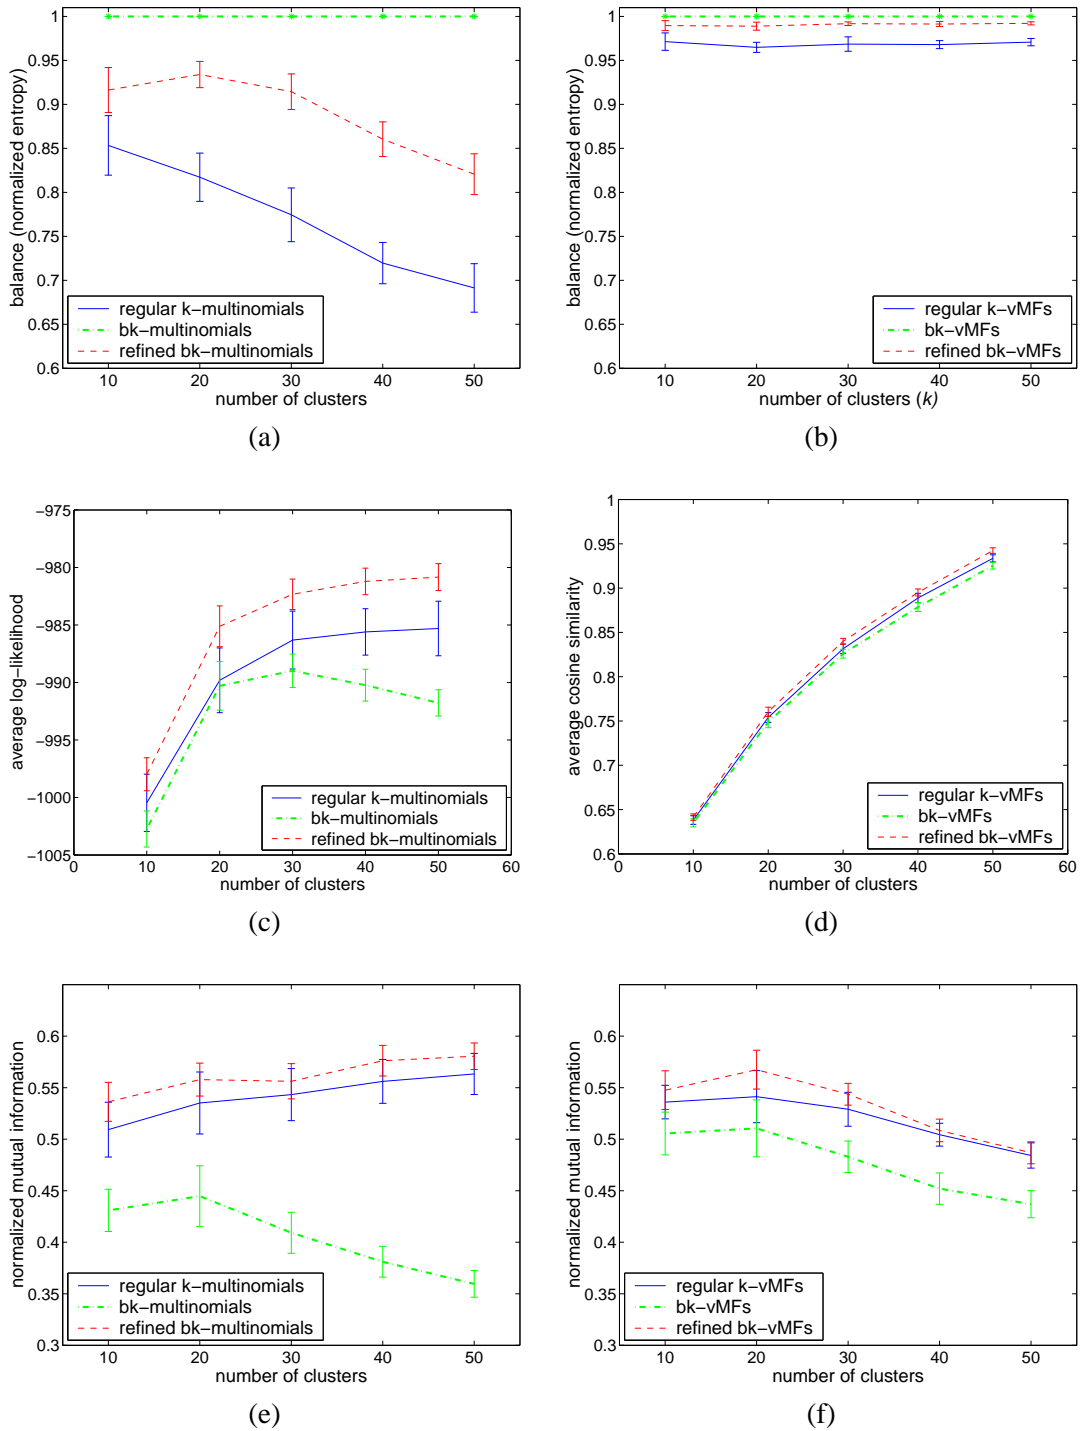 1
0.95
0.9
0.85
0.8
0.75
0.7
0.65
0.6
balance (normalized entropy)
regular k−multinomials
bk−multinomials
refined bk−multinomials
10 20 30 40 50
number of clusters
(a)
1
0.95
0.9
0.85
0.8
0.75
0.7
0.65
0.6
balance (normalized entropy)
regular k−vMFs
bk−vMFs
refined bk−vMFs
10 20 30 40 50
number of clusters (k)
(b)
−975
−980
−985
−990
−995
−1000
−1005
average log−likelihood
regular k−multinomials
bk−multinomials
refined bk−multinomials
0 10 20 30 40 50 60
number of clusters
(c)
1
0.95
0.9
0.85
0.8
0.75
0.7
0.65
0.6
average cosine similarity
regular k−vMFs
bk−vMFs
refined bk−vMFs
0 10 20 30 40 50 60
number of clusters
(d)
0.6
0.55
0.5
0.45
0.4
0.35
0.3
normalized mutual information
regular k−multinomials
bk−multinomials
refined bk−multinomials
10 20 30 40 50
number of clusters
(e)
0.6
0.55
0.5
0.45
0.4
0.35
0.3
normalized mutual information
regular k−vMFs
bk−vMFs
refined bk−vMFs
10 20 30 40 50
number of clusters
(f)